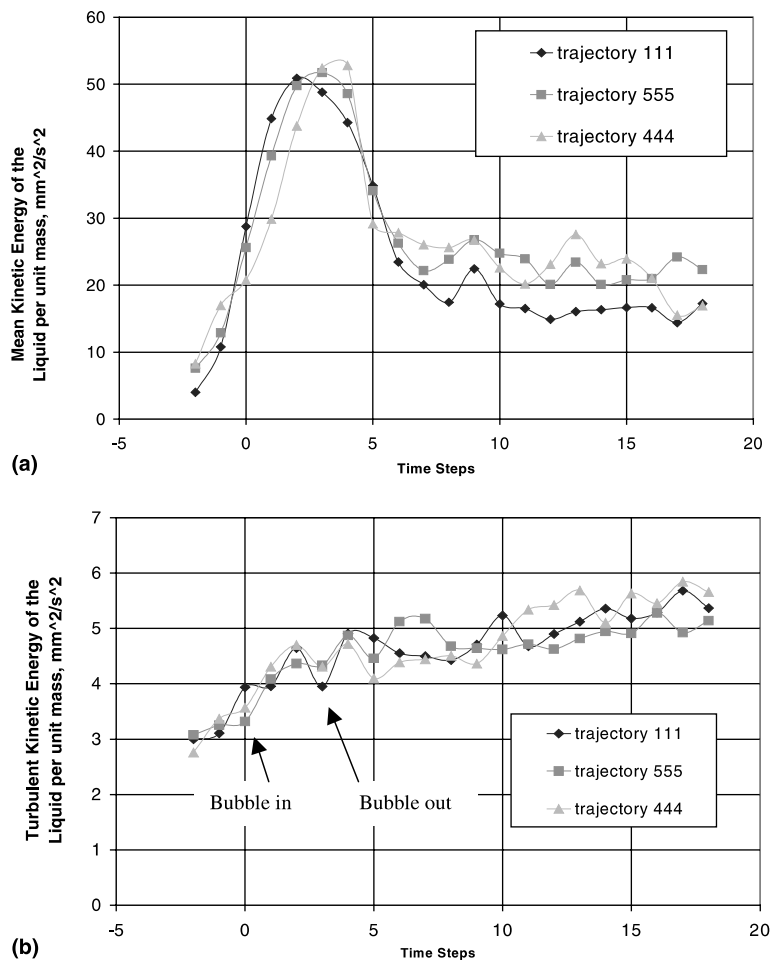 60
50
40
30
20
10
0
-5
0
5
10
15
20
Mean Kinetic Energy of the
Liquid per unit mass, mm^2/s^2
trajectory 111
trajectory 555
trajectory 444
Time Steps
(a)
7
6
5
4
3
2
1
0
-5
0
5
10
15
20
Turbulent Kinetic Energy of the
Liquid per unit mass, mm^2/s^2
Bubble in
Bubble out
trajectory 111
trajectory 555
trajectory 444
Time Steps
(b)